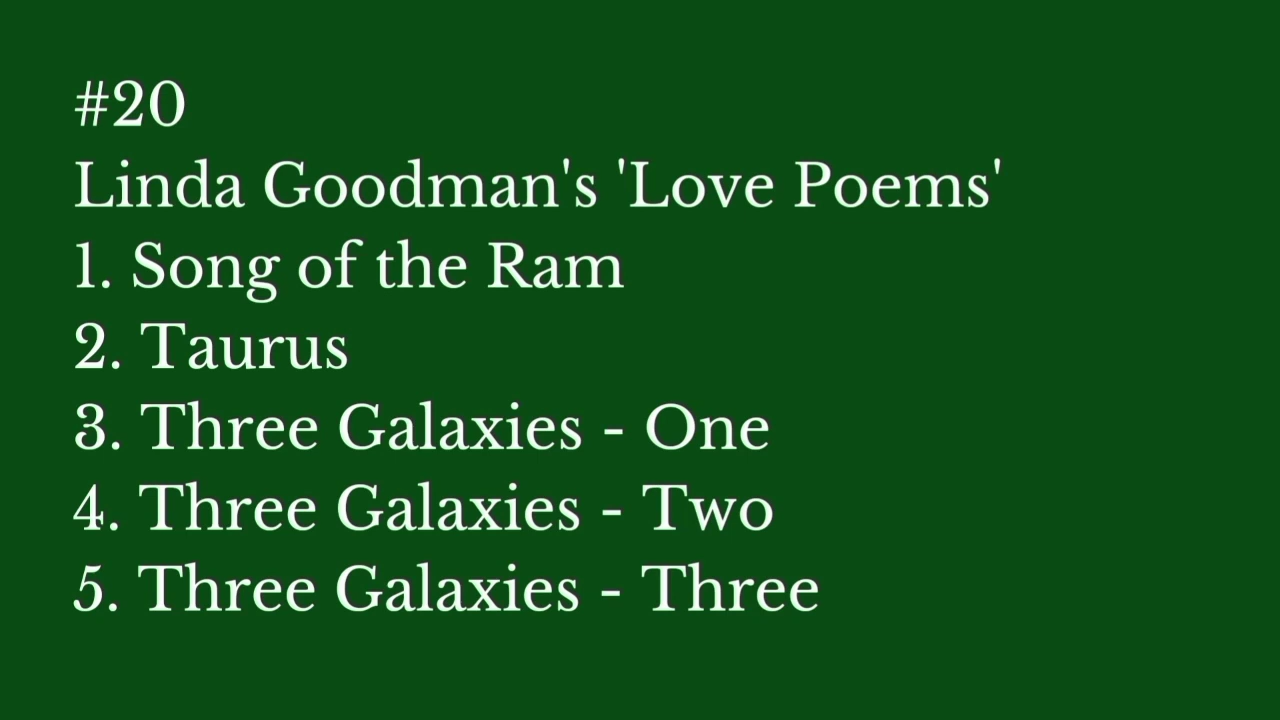 #20
Linda Goodman's 'Love Poems'
1. Song of the Ram
2. Taurus
3. Three Galaxies - One
4. Three Galaxies - Two
5. Three Galaxies - Three